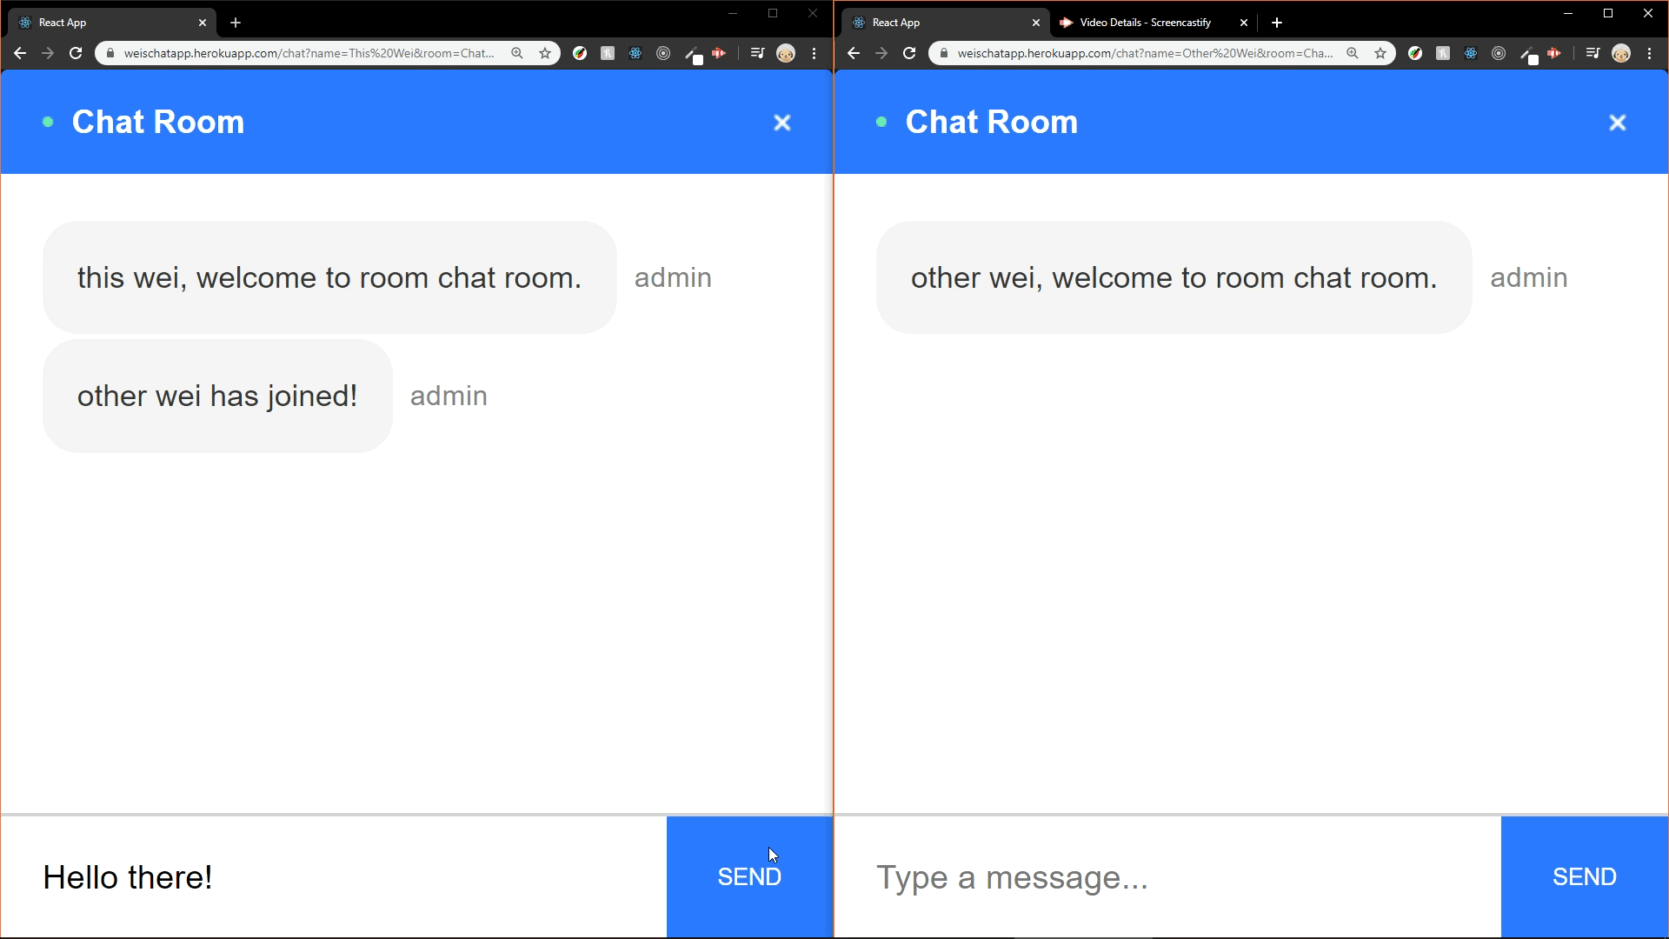 React App
weischatapp.herokuapp.com/chat?name=This%20Wei&room=Chat...
Chat Room
this wei, welcome to room chat room.
admin
other wei has joined!
admin
Hello there!
SEND
React App
Video Details - Screencastify
weischatapp.herokuapp.com/chat?name=Other%20Wei&room=Cha...
Chat Room
other wei, welcome to room chat room.
admin
Type a message...
SEND